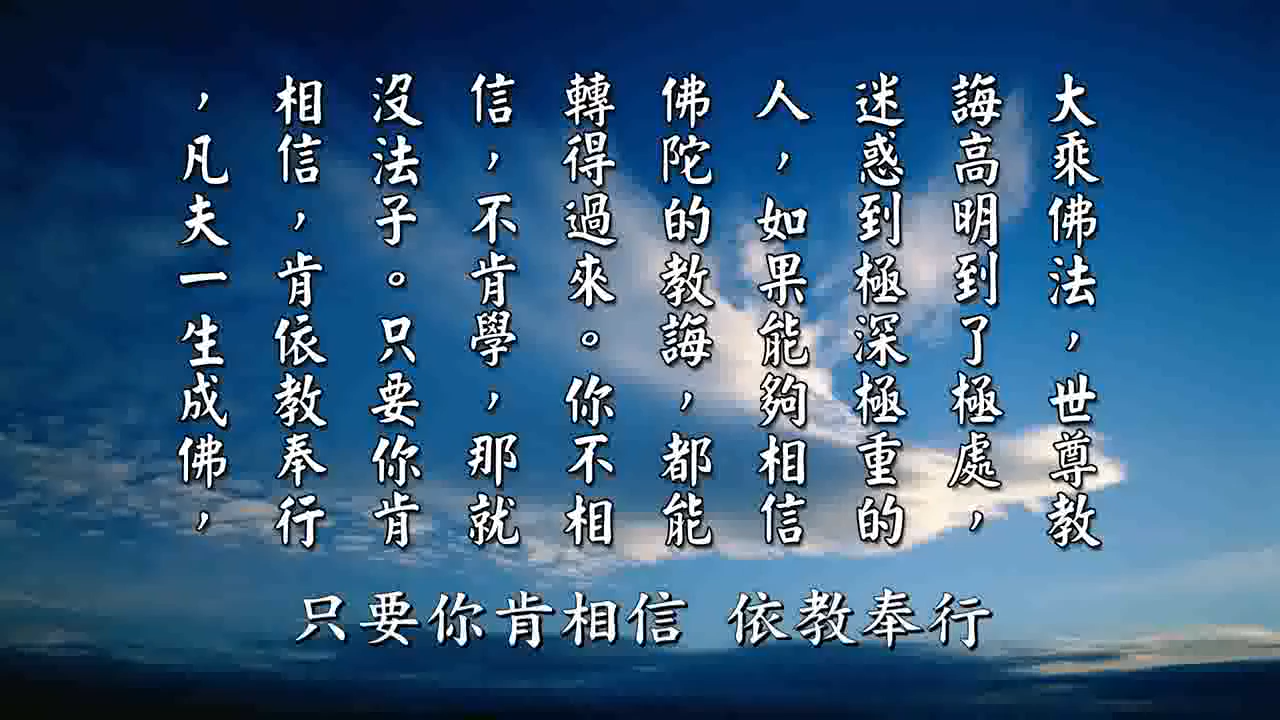 大乘佛法，世尊教
誨高明到了極處，
迷惑到極深極重的
人，如果能夠相信
佛陀的教誨，都能
轉得過來。你不相
信，不肯學，那就
沒法子。只要你肯
相信，肯依教奉行
，凡夫一生成佛，
只要你肯相信 依教奉行